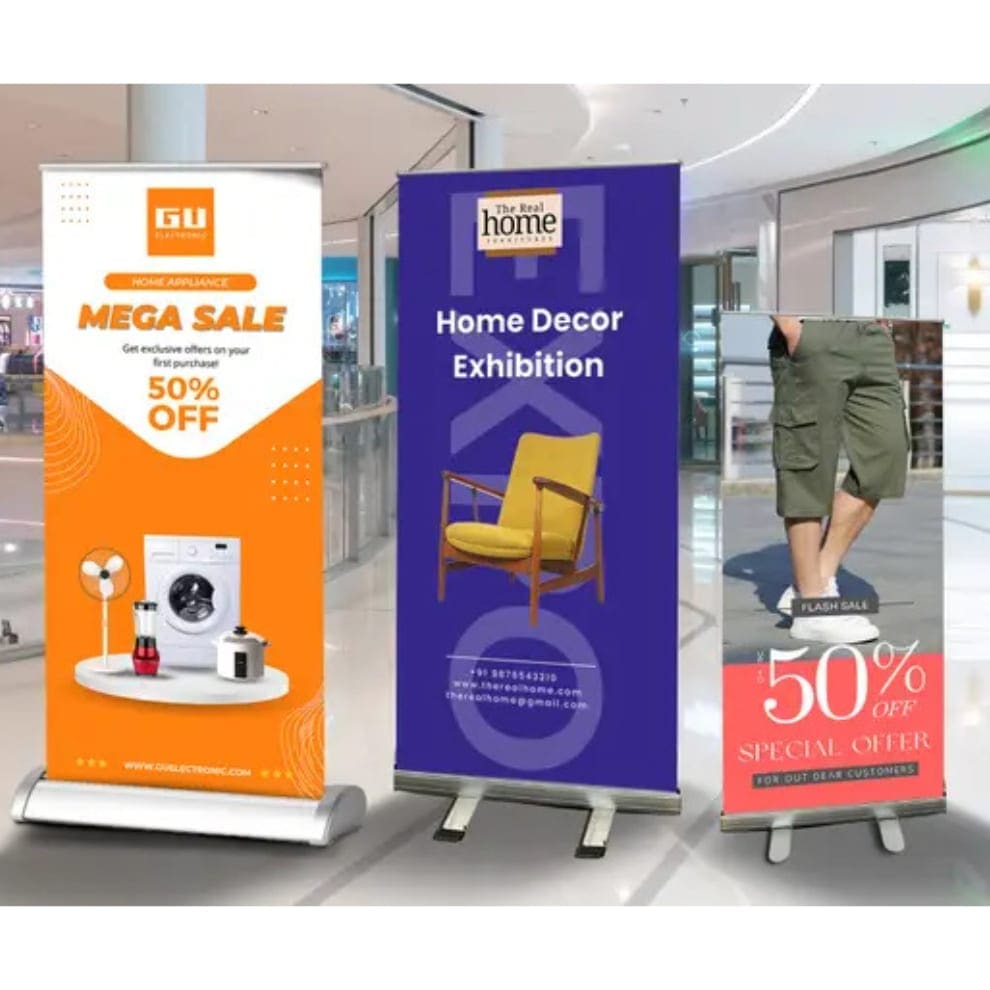 GU
ELECTRONIC
HOME APPLIANCE
MEGA SALE
Get exclusive offers on your
first purchase!
50%
OFF
WWW.GUELECTRONIC.COM
The Real
home
FURNITURES
EXPO
Home Decor
Exhibition
+91 9876543210
www.therealhome.com
therealhome@gmail.com
FLASH SALE
50%
OFF
SPECIAL OFFER
FOR OUT DEAR CUSTOMERS